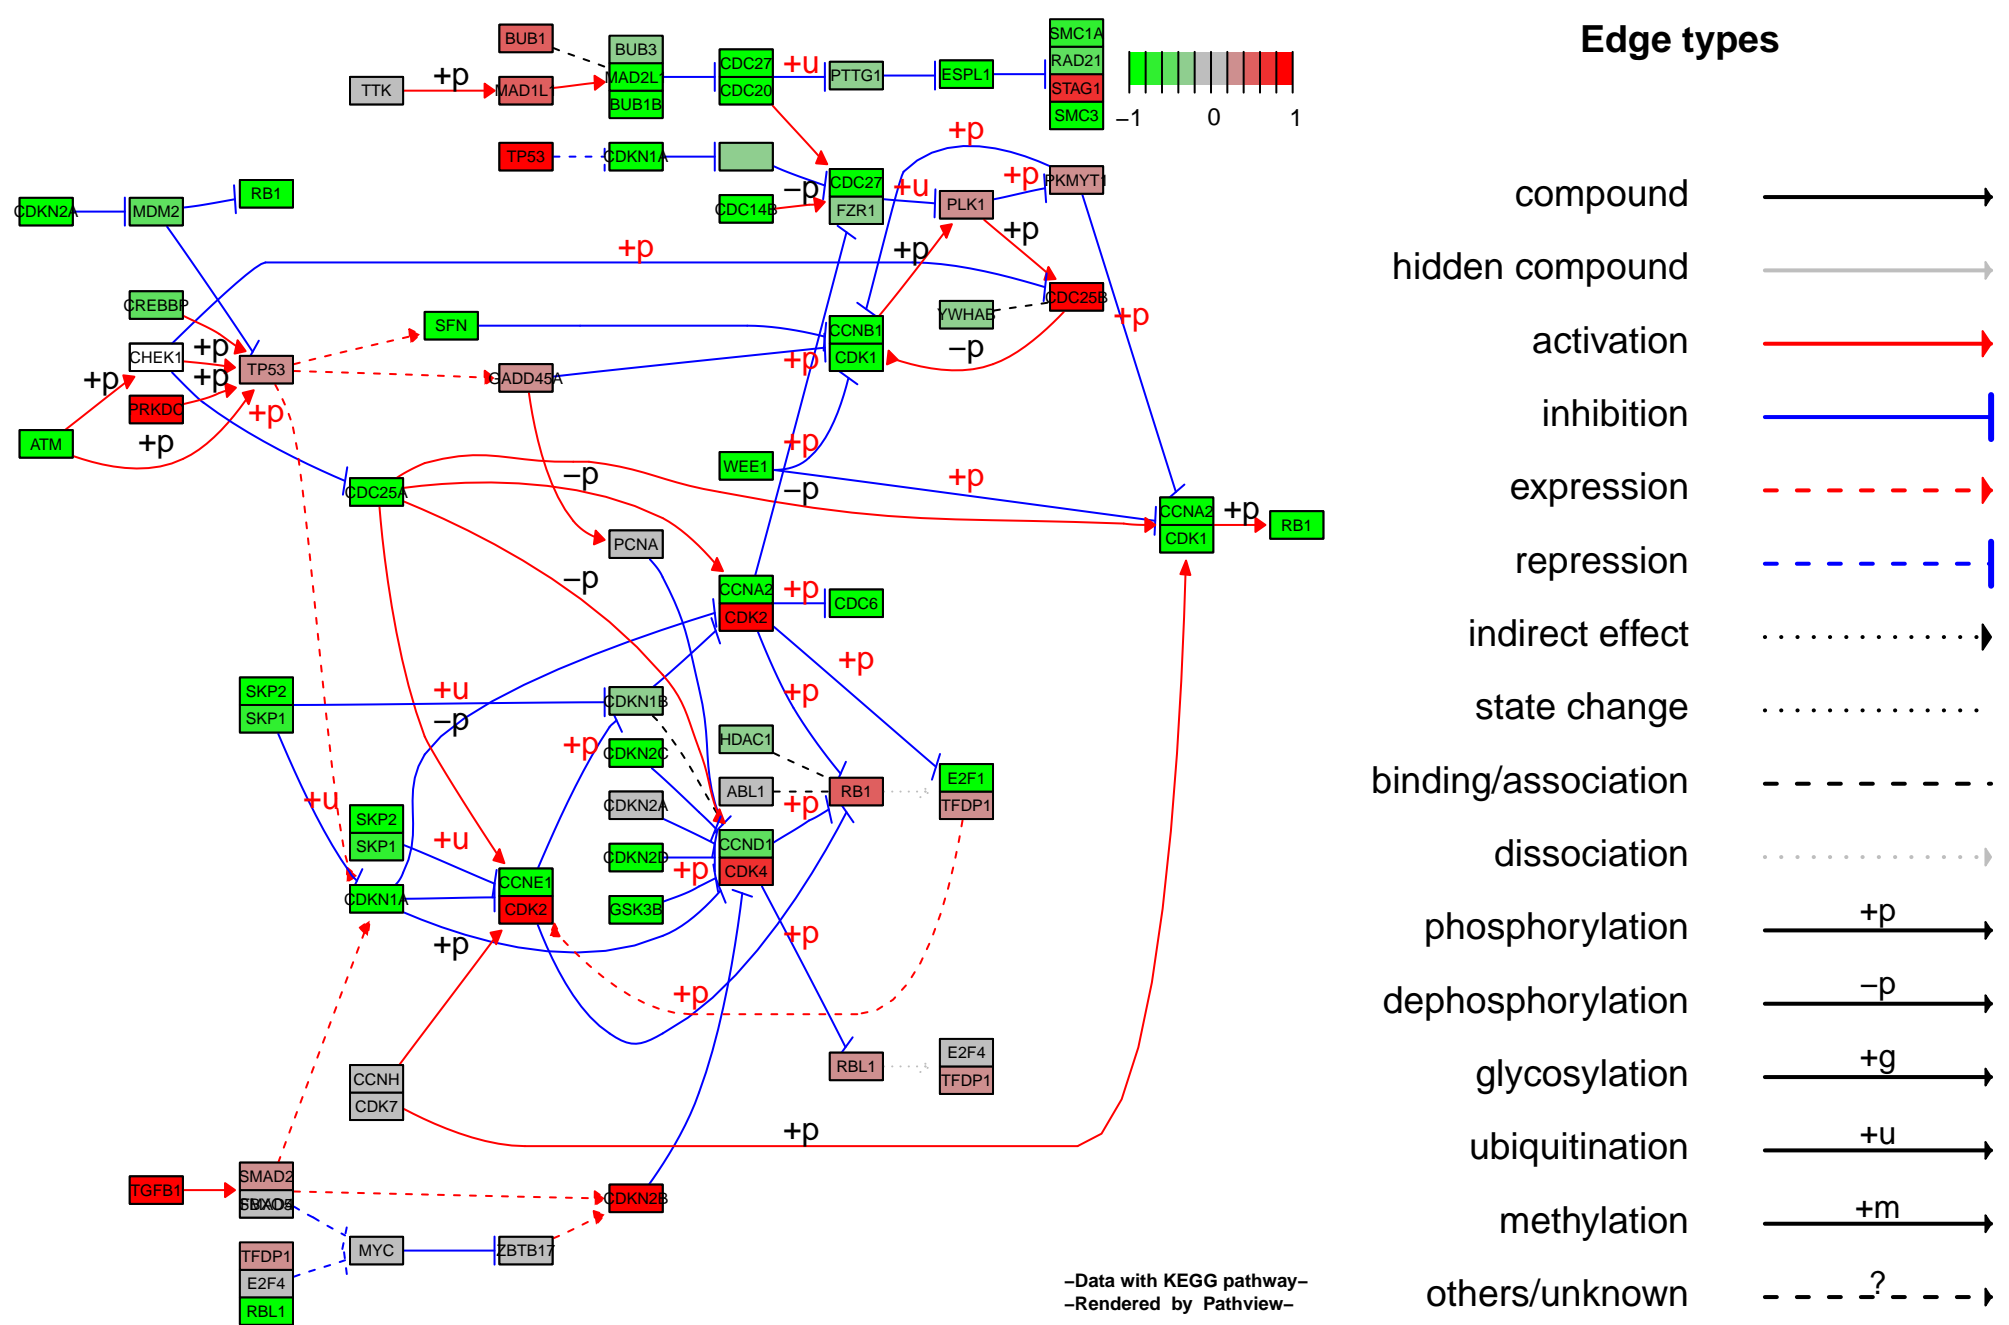 Edge types
compound
hidden compound
activation
inhibition
expression
repression
indirect effect
state change
binding/association
dissociation
phosphorylation +p
dephosphorylation −p
glycosylation +g
ubiquitination +u
methylation +m
others/unknown ?
−1 0 1
BUB1
BUB3
MAD2L1
BUB1B
TTK
+p
MAD1L1
CDC27
CDC20
+u
PTTG1
ESPL1
SMC1A
RAD21
STAG1
SMC3
TP53
CDKN1A
+p
CDC27
FZR1
−p
CDC14B
+u
PLK1
+p
PKMYT1
CDKN2A
MDM2
RB1
+p
+p
+p
CREBBP
CHEK1
+p
TP53
+p
PRKDC
+p
+p
ATM
+p
SFN
GADD45A
CCNB1
CDK1
+p
YWHAB
CDC25B
−p
+p
WEE1
+p
+p
−p
−p
CDC25A
PCNA
−p
CCNA2
CDK1
+p
RB1
CCNA2
CDK2
+p
CDC6
+p
+p
SKP2
SKP1
+u
−p
CDKN1B
+p
CDKN2C
HDAC1
ABL1
CDKN2A
RB1
+p
E2F1
TFDP1
+u
SKP2
SKP1
+u
CDKN1A
CCNE1
CDK2
CDKN2D
GSK3B
+p
CCND1
CDK4
+p
+p
+p
CCNH
CDK7
RBL1
E2F4
TFDP1
+p
TGFB1
SMAD2
CDKN2B
MYC
ZBTB17
TFDP1
E2F4
RBL1
−Data with KEGG pathway−
−Rendered by Pathview−